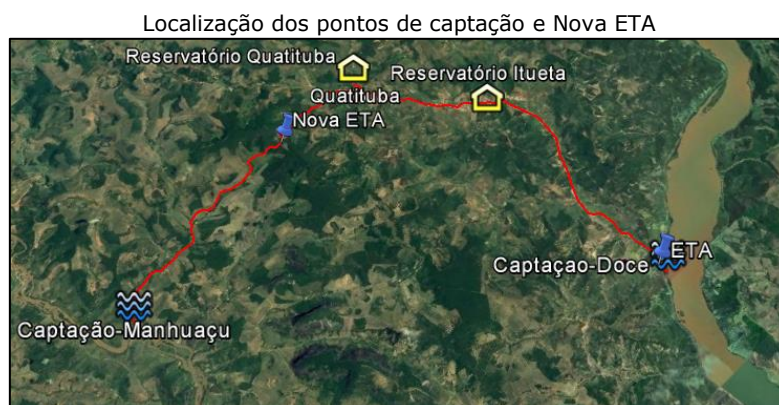 Localização dos pontos de captação e Nova ETA
Reservatório Quatituba
Reservatório Itueta
Quatituba
Nova ETA
ETA
Captaçao-Doce
Captação-Manhuaçu